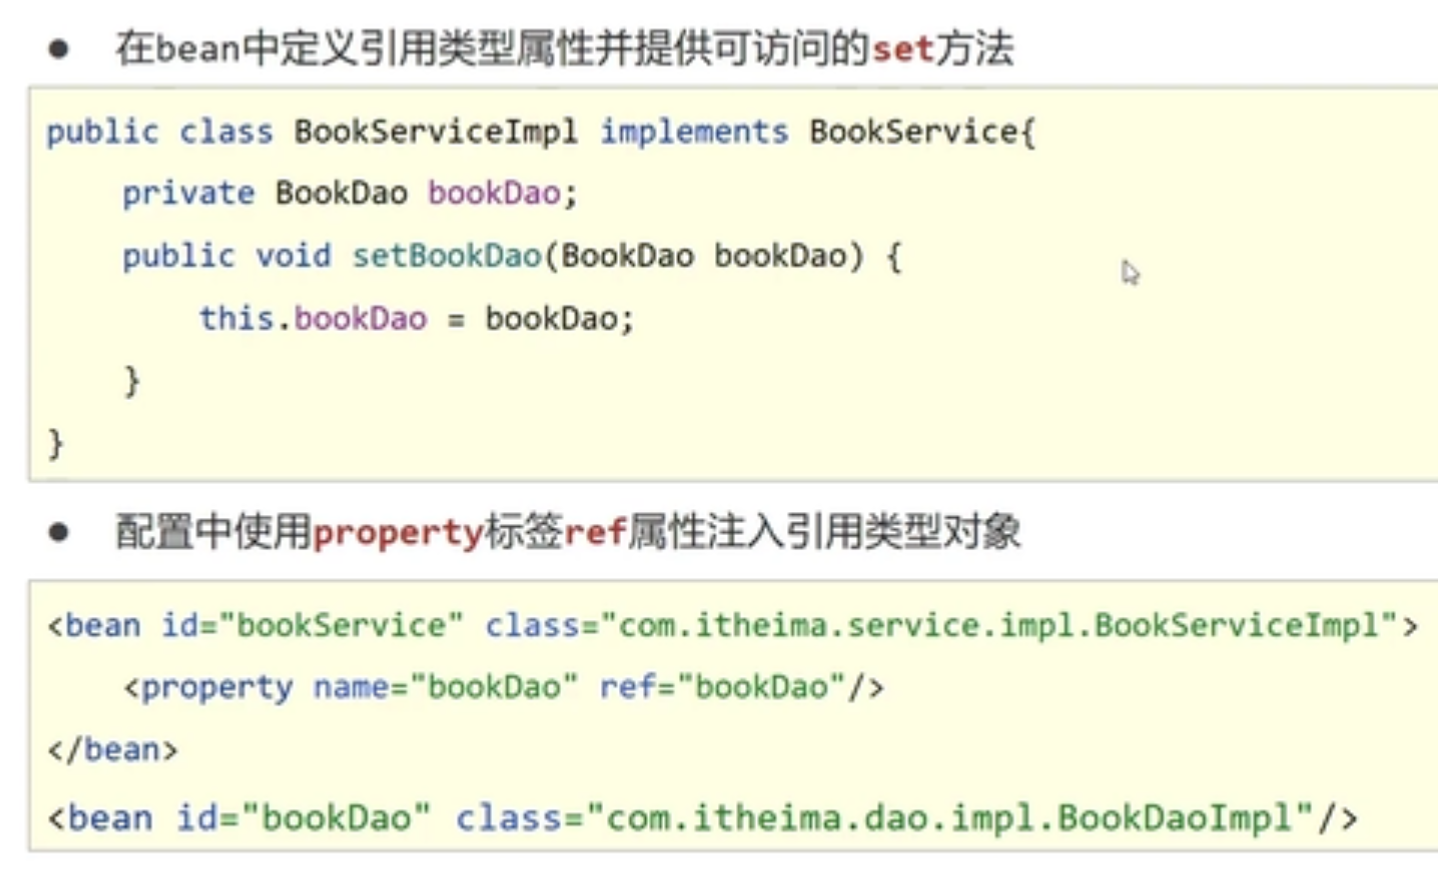 ● 在bean中定义引用类型属性并提供可访问的set方法
public class BookServiceImpl implements BookService{
    private BookDao bookDao;
    public void setBookDao(BookDao bookDao) {
        this.bookDao = bookDao;
    }
}
● 配置中使用property标签ref属性注入引用类型对象
<bean id="bookService" class="com.itheima.service.impl.BookServiceImpl">
    <property name="bookDao" ref="bookDao"/>
</bean>
<bean id="bookDao" class="com.itheima.dao.impl.BookDaoImpl"/>